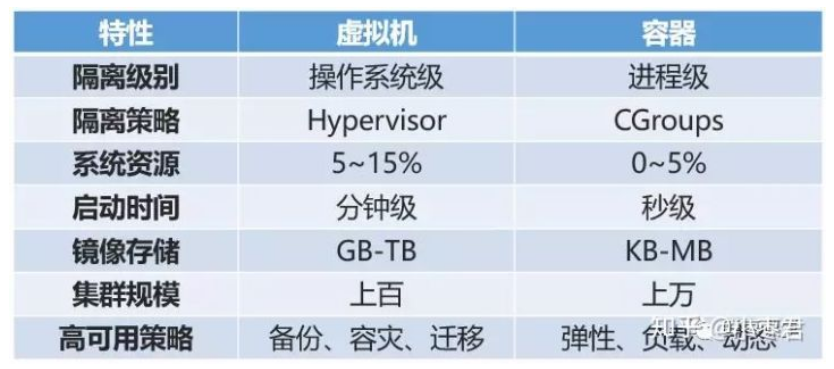 特性 虚拟机 容器
隔离级别 操作系统级 进程级
隔离策略 Hypervisor CGroups
系统资源 5~15% 0~5%
启动时间 分钟级 秒级
镜像存储 GB-TB KB-MB
集群规模 上百 上万
高可用策略 备份、容灾、迁移 弹性、负载、动态